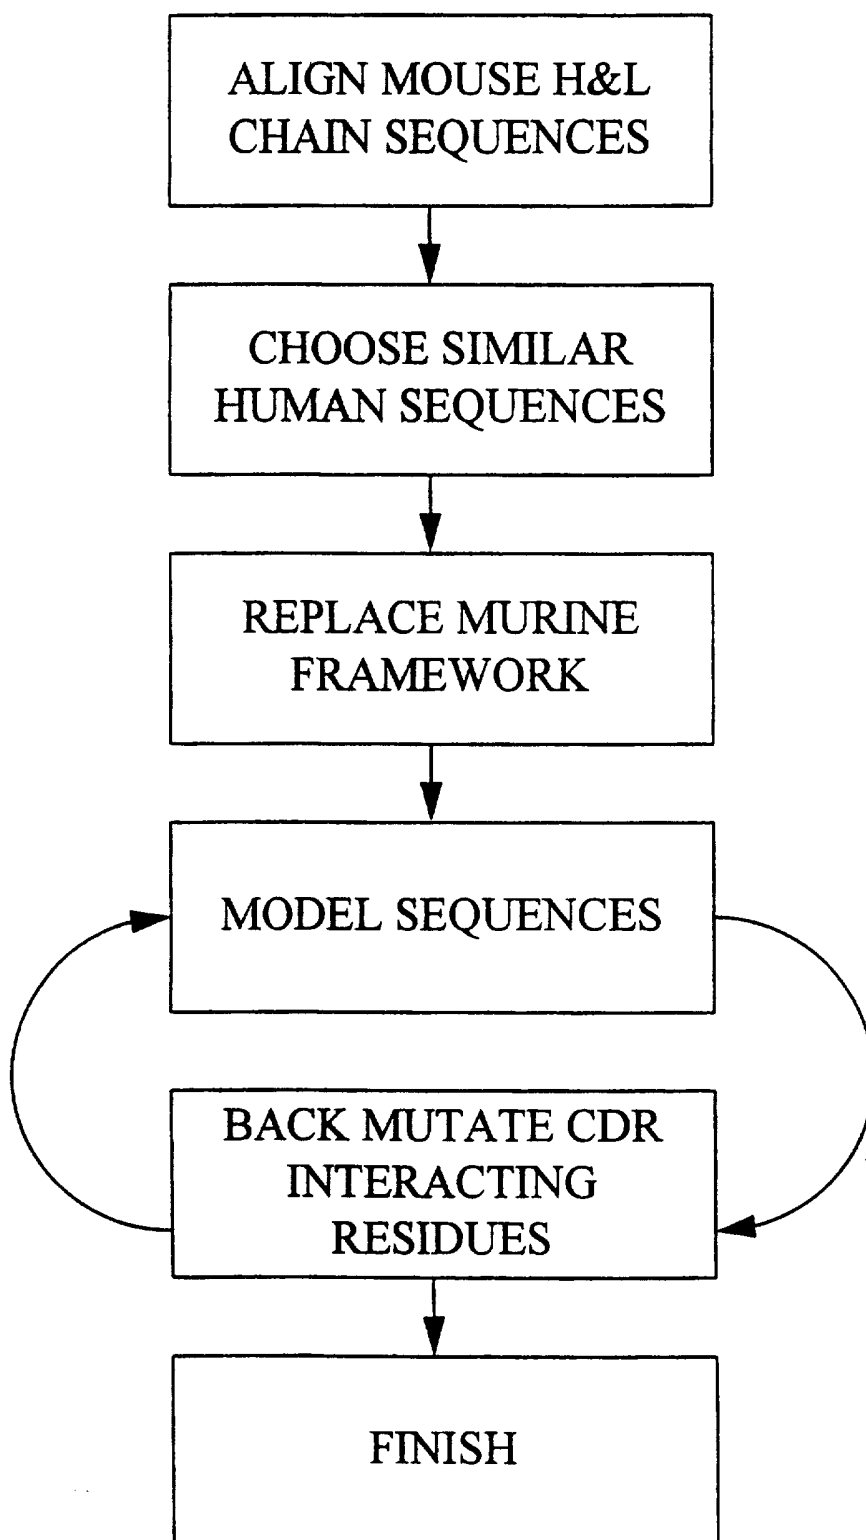 ALIGN MOUSE H&L
CHAIN SEQUENCES
CHOOSE SIMILAR
HUMAN SEQUENCES
REPLACE MURINE
FRAMEWORK
MODEL SEQUENCES
BACK MUTATE CDR
INTERACTING
RESIDUES
FINISH